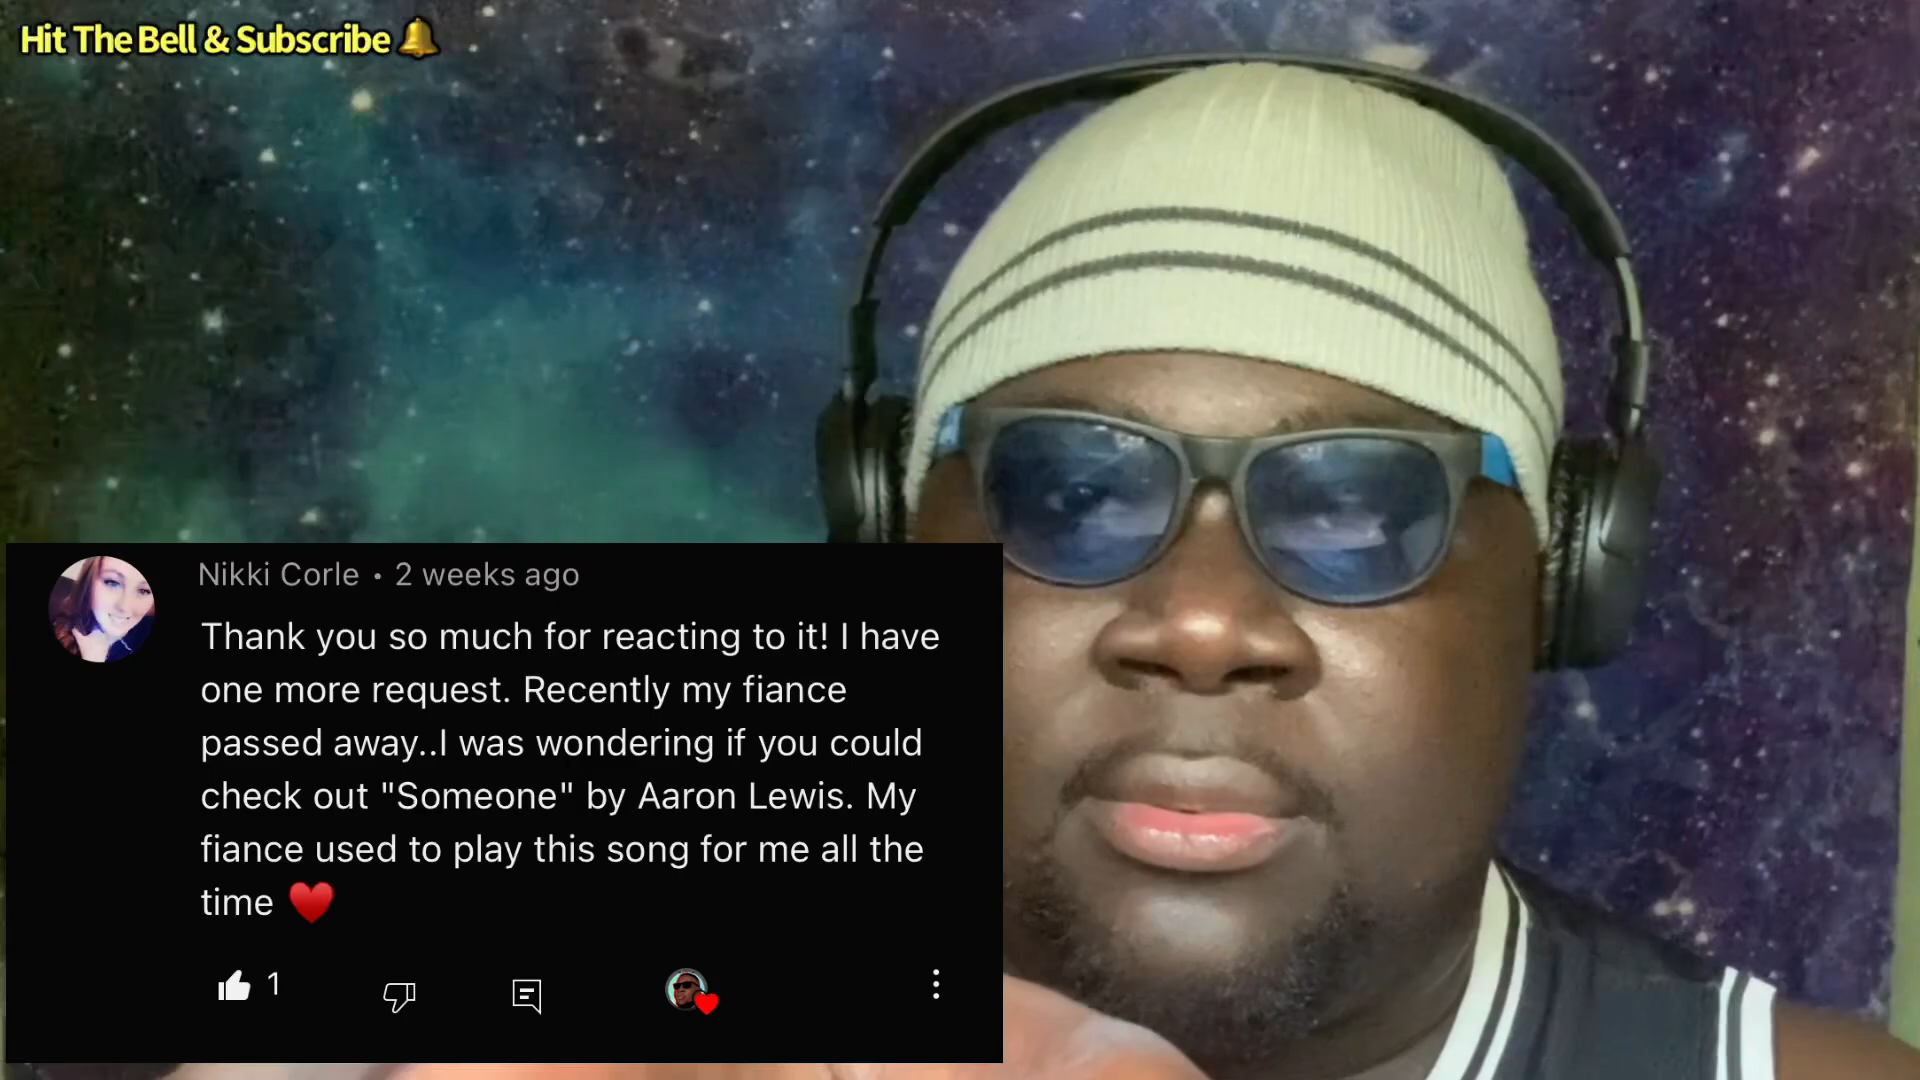 Hit The Bell & Subscribe 🔔
Nikki Corle • 2 weeks ago
Thank you so much for reacting to it! I have
one more request. Recently my fiance
passed away..I was wondering if you could
check out "Someone" by Aaron Lewis. My
fiance used to play this song for me all the
time ♥️
1